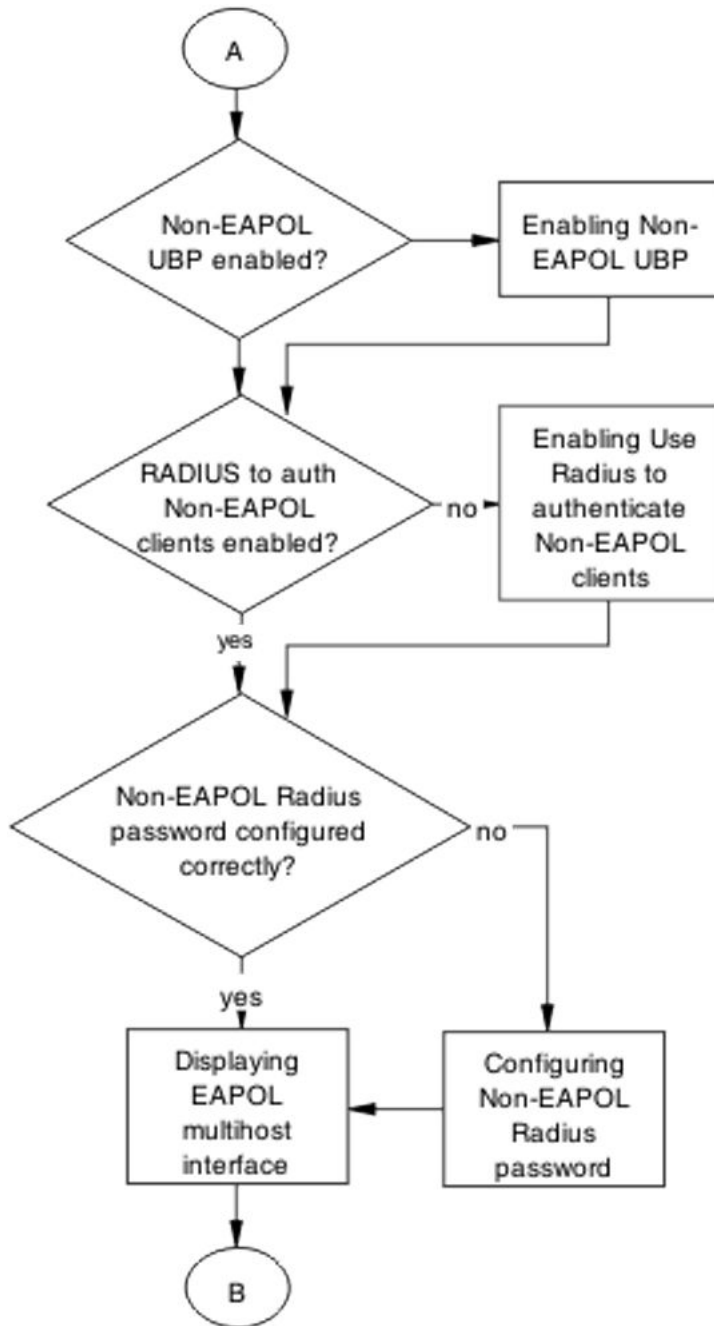 A
Non-EAPOL
UBP enabled?
Enabling Non-
EAPOL UBP
RADIUS to auth
Non-EAPOL
clients enabled?
no
Enabling Use
Radius to
authenticate
Non-EAPOL
clients
yes
Non-EAPOL Radius
password configured
correctly?
no
yes
Displaying
EAPOL
multihost
interface
Configuring
Non-EAPOL
Radius
password
B